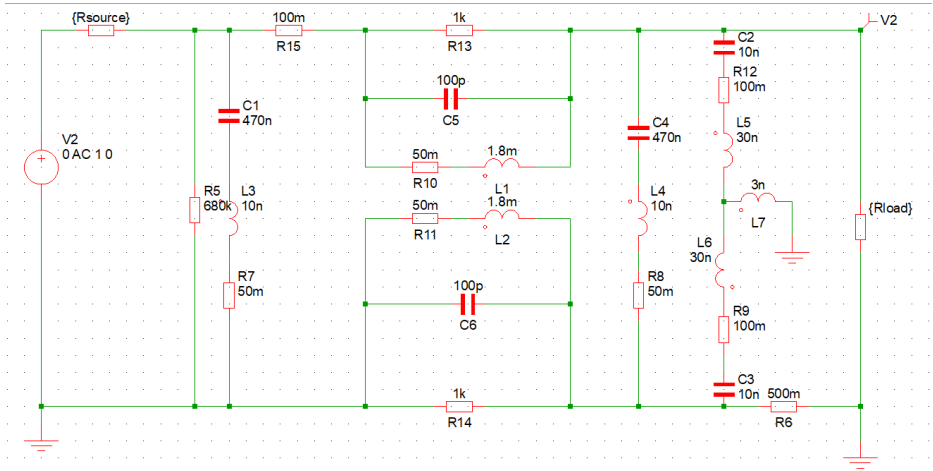 {Rsource}
100m
R15
1k
R13
V2
C2
10n
R12
100m
100p
C5
C1
470n
C4
470n
L5
30n
V2
0 AC 1 0
50m
R10
1.8m
L1
R5
680k
L3
10n
50m
R11
1.8m
L2
L4
10n
3n
L7
{Rload}
L6
30n
R7
50m
R8
50m
100p
C6
R9
100m
C3
10n
1k
R14
500m
R6